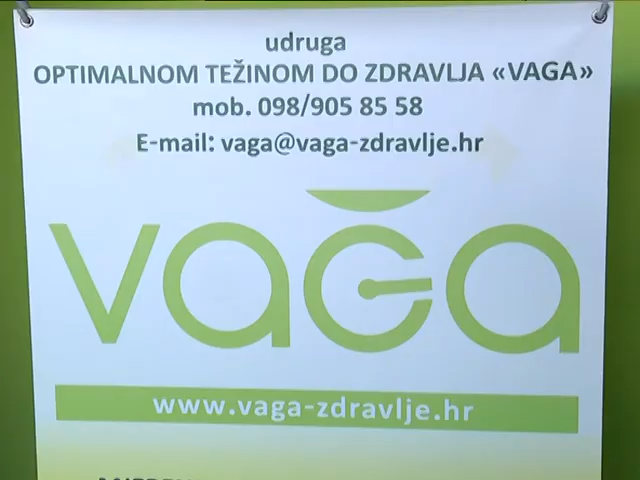 udruga
OPTIMALNOM TEŽINOM DO ZDRAVLJA «VAGA»
mob. 098/905 85 58
E-mail: vaga@vaga-zdravlje.hr
vaga
www.vaga-zdravlje.hr